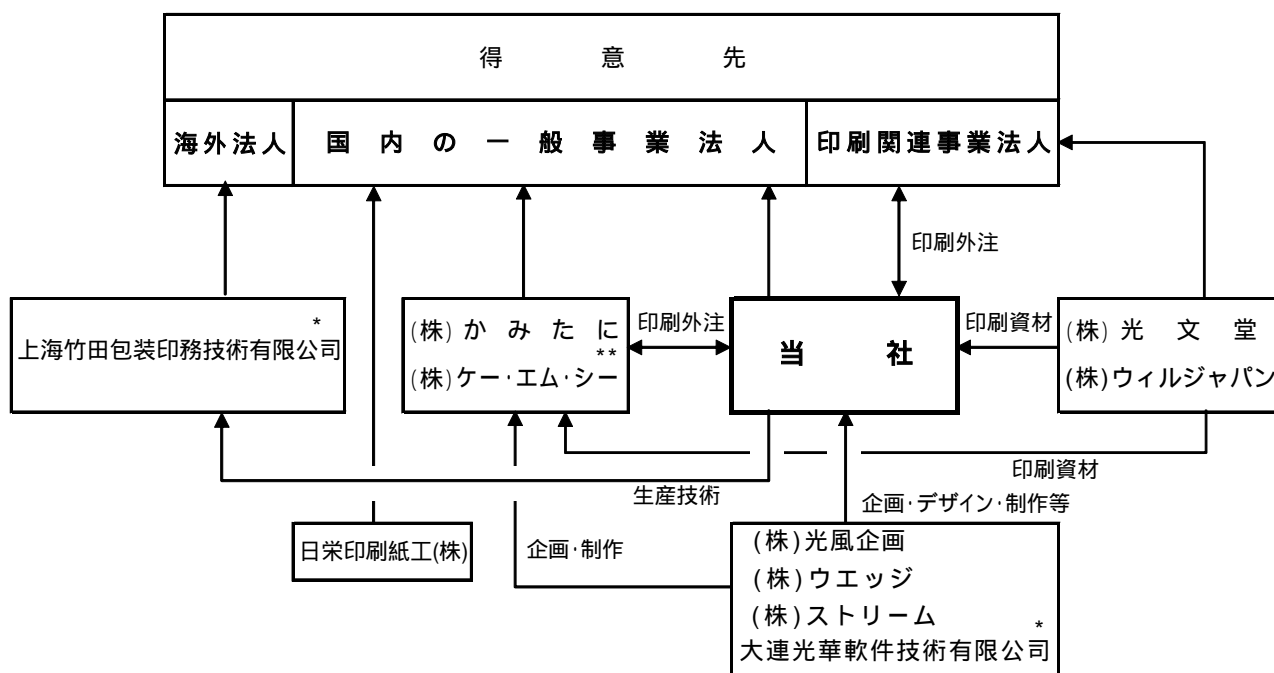 得意先
海外法人
国内の一般事業法人
印刷関連事業法人
印刷外注
*
上海竹田包装印務技術有限公司
(株)かみたに
**
(株)ケー・エム・シー
印刷外注
当社
印刷資材
(株)光文堂
(株)ウィルジャパン
印刷資材
生産技術
企画・デザイン・制作等
日栄印刷紙工(株)
企画・制作
(株)光風企画
(株)ウエッジ
(株)ストリーム
*
大連光華軟件技術有限公司